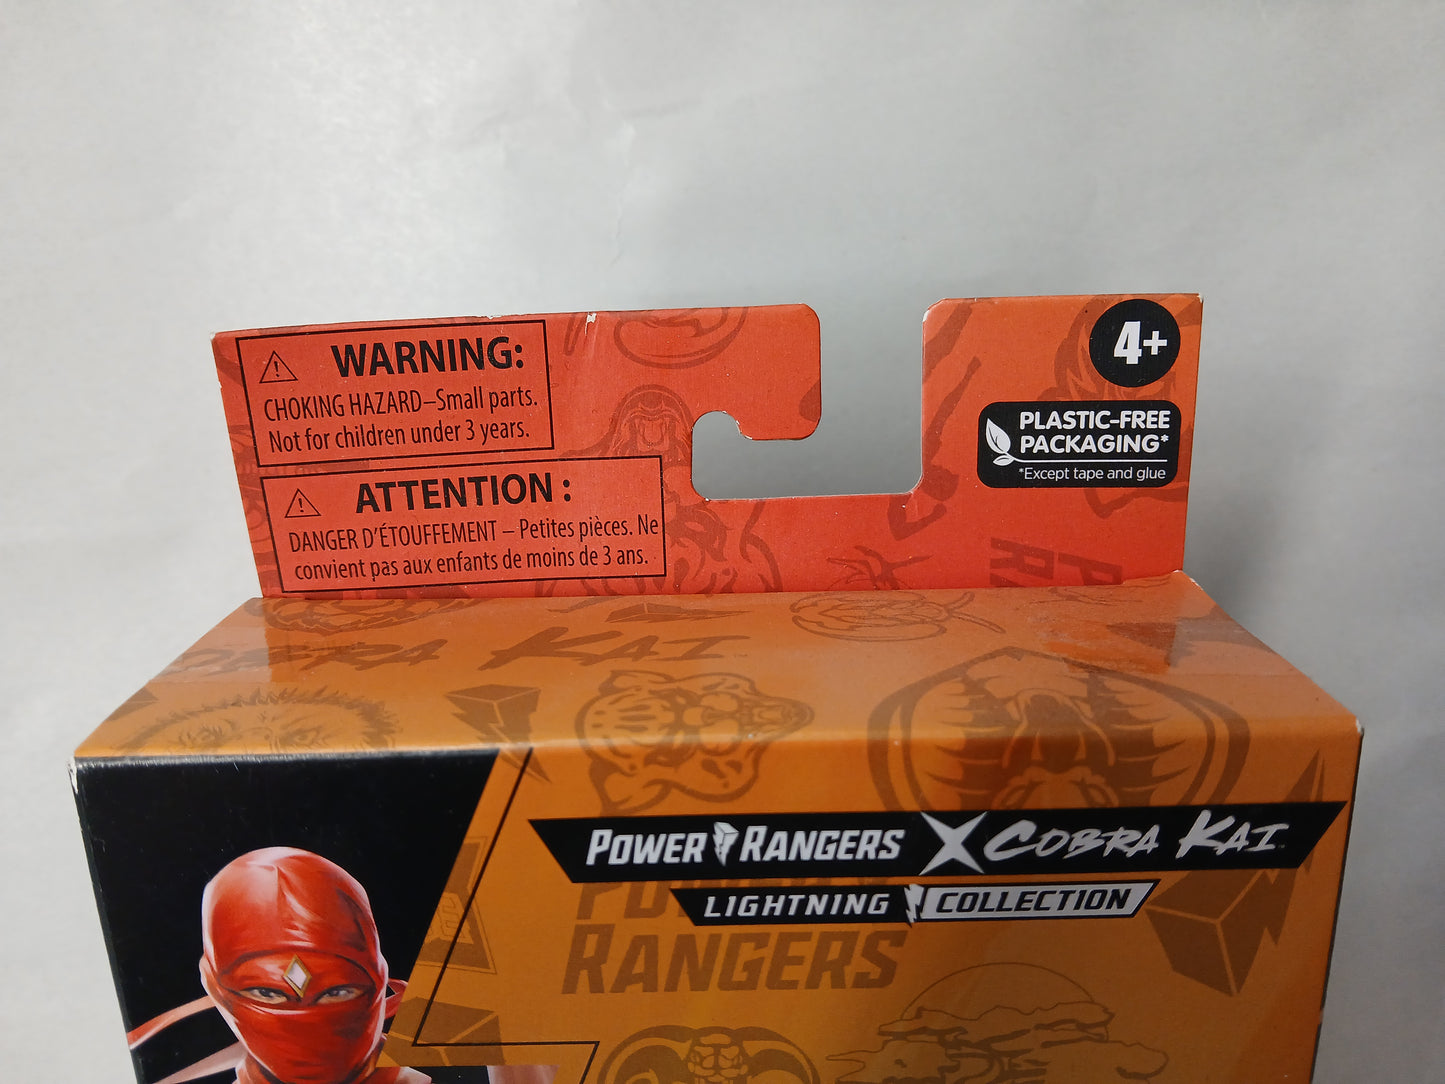 WARNING:
CHOKING HAZARD–Small parts.
Not for children under 3 years.
ATTENTION :
DANGER D'ÉTOUFFEMENT – Petites pièces. Ne
convient pas aux enfants de moins de 3 ans.
4+
PLASTIC-FREE
PACKAGING*
*Except tape and glue
COBRA KAI
POWER RANGERS X COBRA KAI
LIGHTNING COLLECTION
POWER
RANGERS